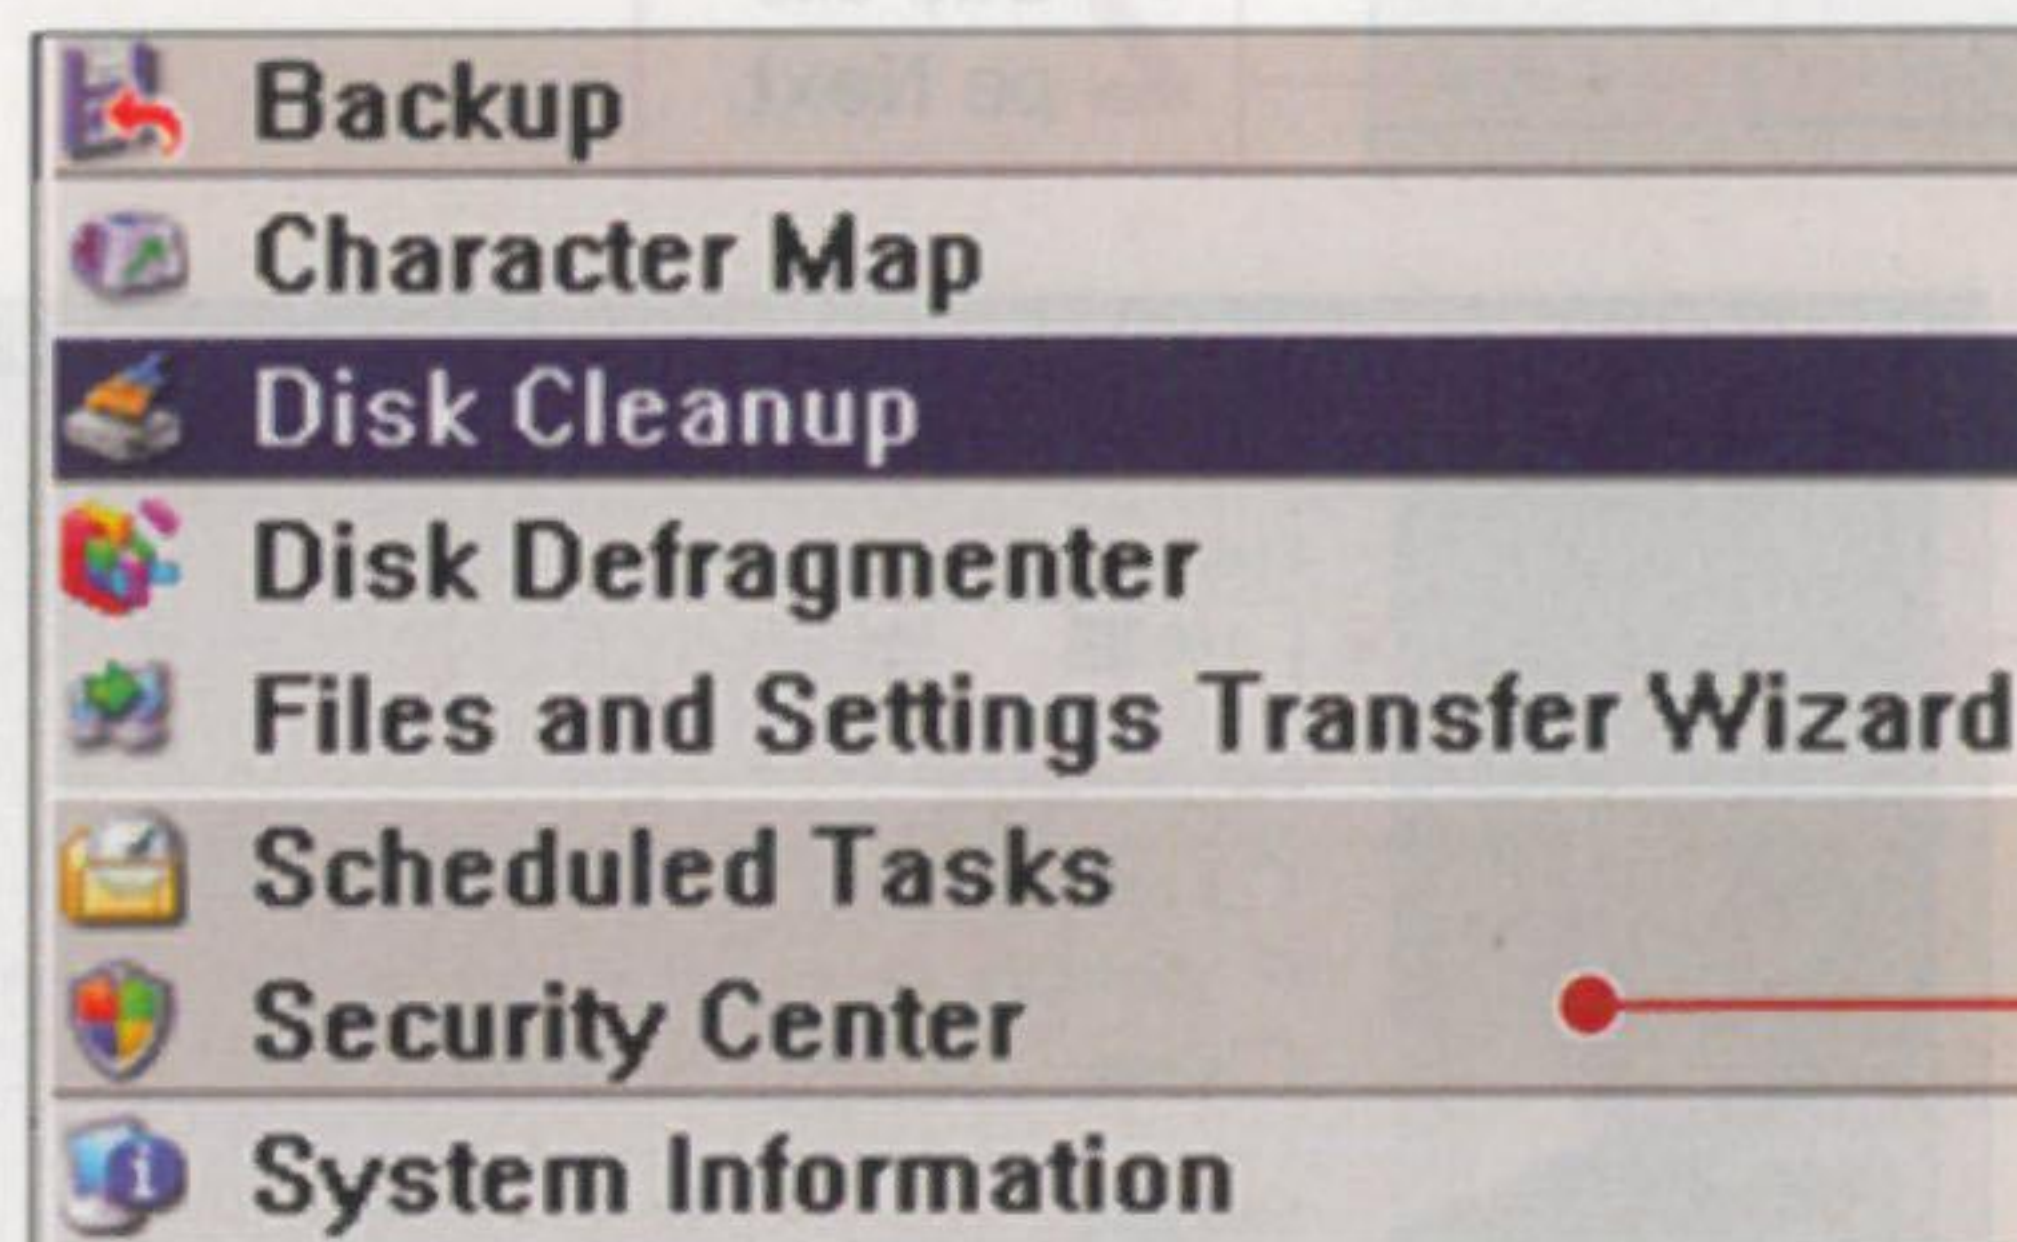 Backup
Character Map
Disk Cleanup
Disk Defragmenter
Files and Settings Transfer Wizard
Scheduled Tasks
Security Center
System Information